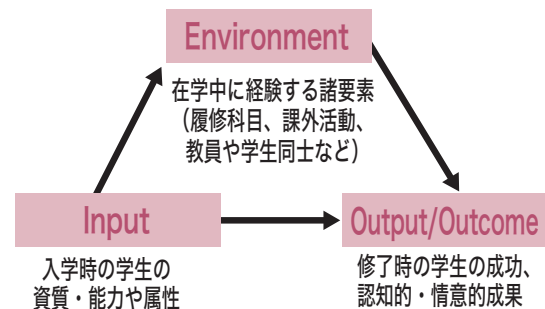 Environment
在学中に経験する諸要素
(履修科目、課外活動、
教員や学生同士など)
Input
入学時の学生の
資質・能力や属性
Output/Outcome
修了時の学生の成功、
認知的・情意的成果